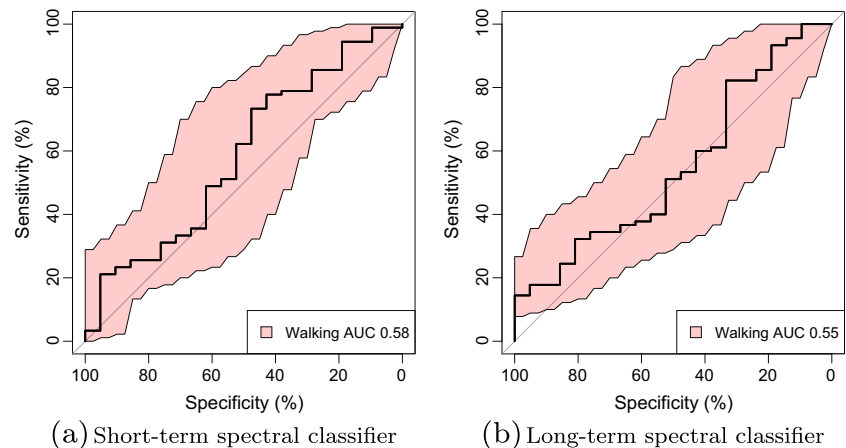 Sensitivity (%)
100
80
60
40
20
0
Walking AUC 0.58
100 80 60 40 20 0
Specificity (%)
(a) Short-term spectral classifier
Sensitivity (%)
100
80
60
40
20
0
Walking AUC 0.55
100 80 60 40 20 0
Specificity (%)
(b) Long-term spectral classifier